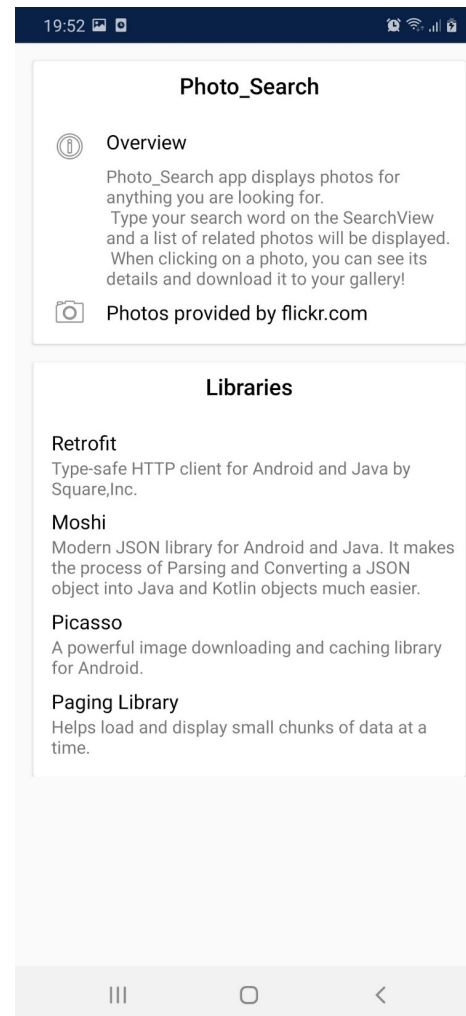 19:52
Photo_Search
Overview
Photo_Search app displays photos for
anything you are looking for.
Type your search word on the SearchView
and a list of related photos will be displayed.
When clicking on a photo, you can see its
details and download it to your gallery!
Photos provided by flickr.com
Libraries
Retrofit
Type-safe HTTP client for Android and Java by
Square,Inc.
Moshi
Modern JSON library for Android and Java. It makes
the process of Parsing and Converting a JSON
object into Java and Kotlin objects much easier.
Picasso
A powerful image downloading and caching library
for Android.
Paging Library
Helps load and display small chunks of data at a
time.